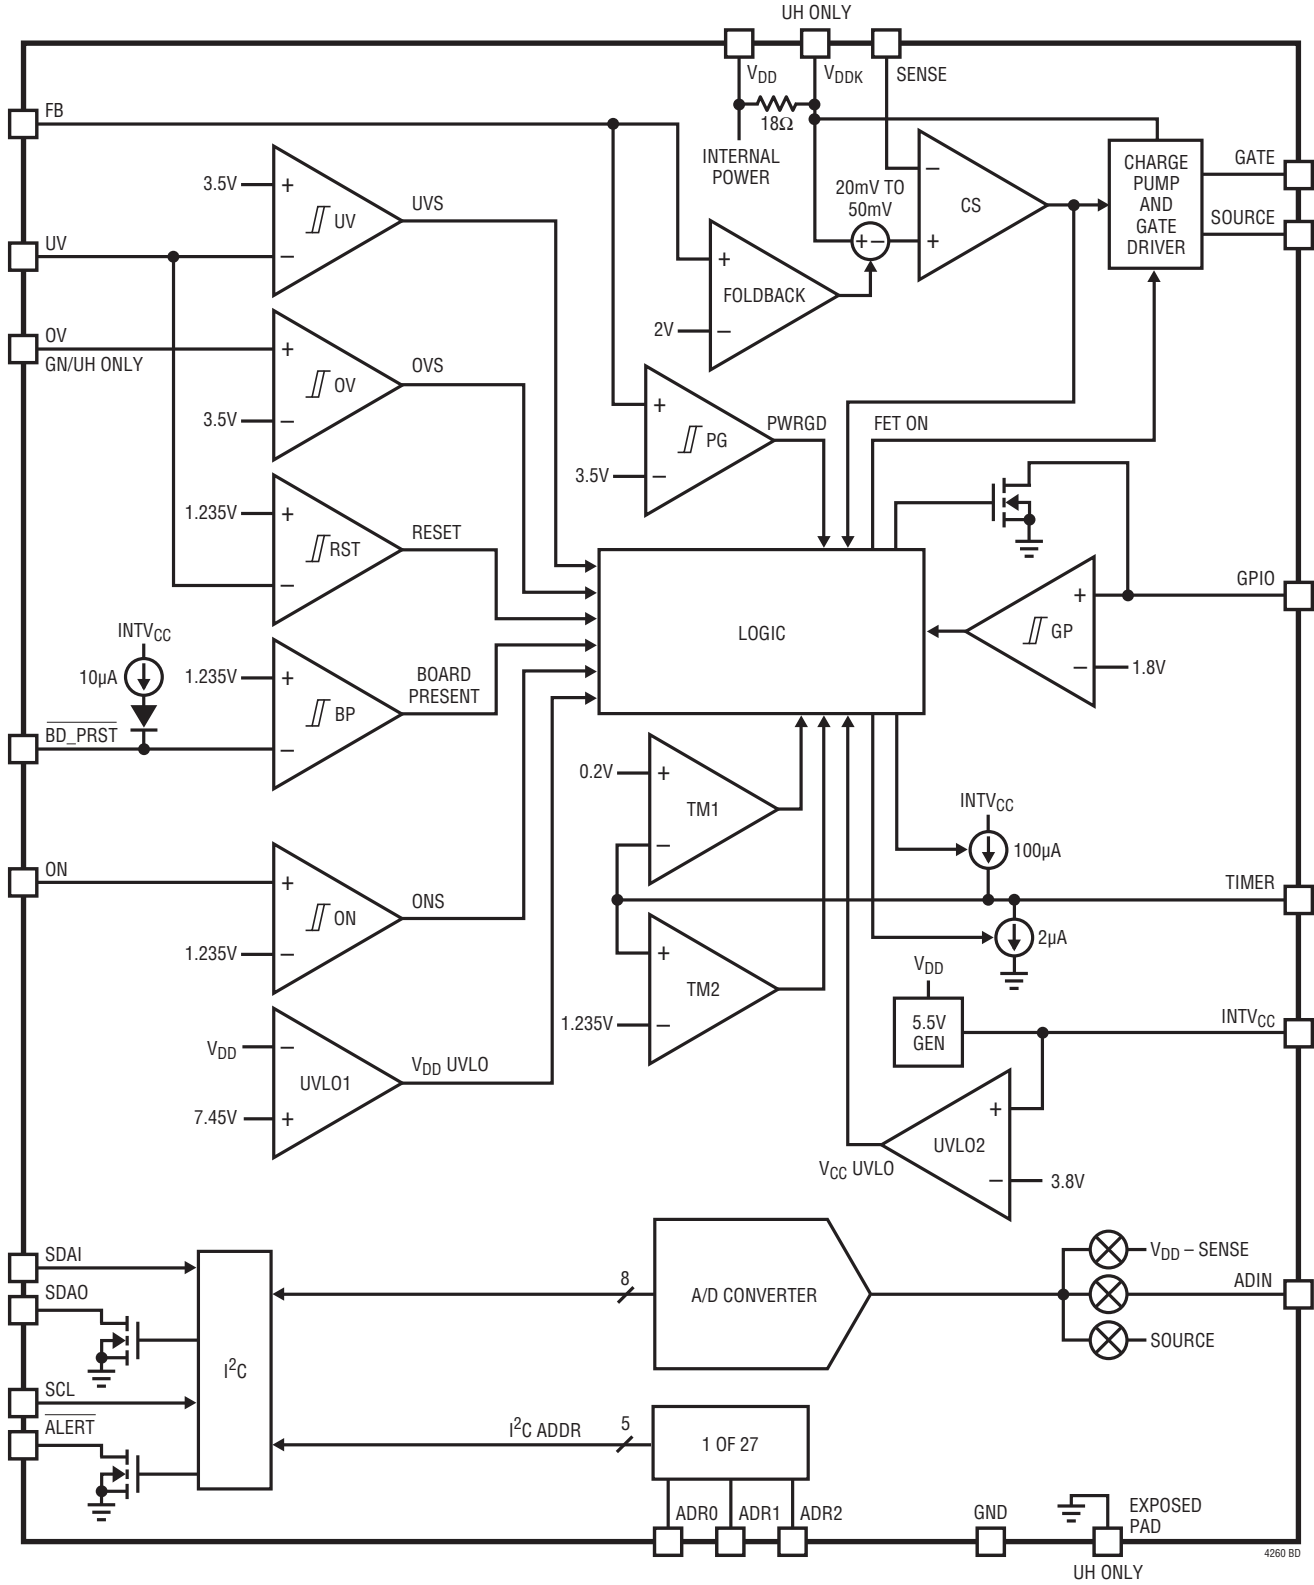 UH ONLY
VDD
VDDK
SENSE
FB
18Ω
INTERNAL
POWER
CHARGE
PUMP
AND
GATE
DRIVER
GATE
SOURCE
3.5V
+
UV
−
UVS
UV
20mV TO
50mV
+−
−
CS
+
+
FOLDBACK
2V
−
OV
GN/UH ONLY
+
OV
3.5V
−
OVS
+
PG
3.5V
−
PWRGD
FET ON
1.235V
+
RST
−
RESET
LOGIC
+
GP
−
1.8V
GPIO
INTVCC
10µA
1.235V
+
BP
−
BOARD
PRESENT
BD_PRST
0.2V
+
TM1
−
INTVCC
100µA
TIMER
2µA
ON
+
ON
1.235V
−
ONS
+
TM2
1.235V
−
VDD
5.5V
GEN
INTVCC
VDD
−
UVLO1
7.45V
+
VDD UVLO
+
UVLO2
−
3.8V
VCC UVLO
SDAI
SDAO
SCL
ALERT
I2C
8
A/D CONVERTER
VDD – SENSE
ADIN
SOURCE
I2C ADDR
5
1 OF 27
ADR0
ADR1
ADR2
GND
EXPOSED
PAD
UH ONLY
4260 BD